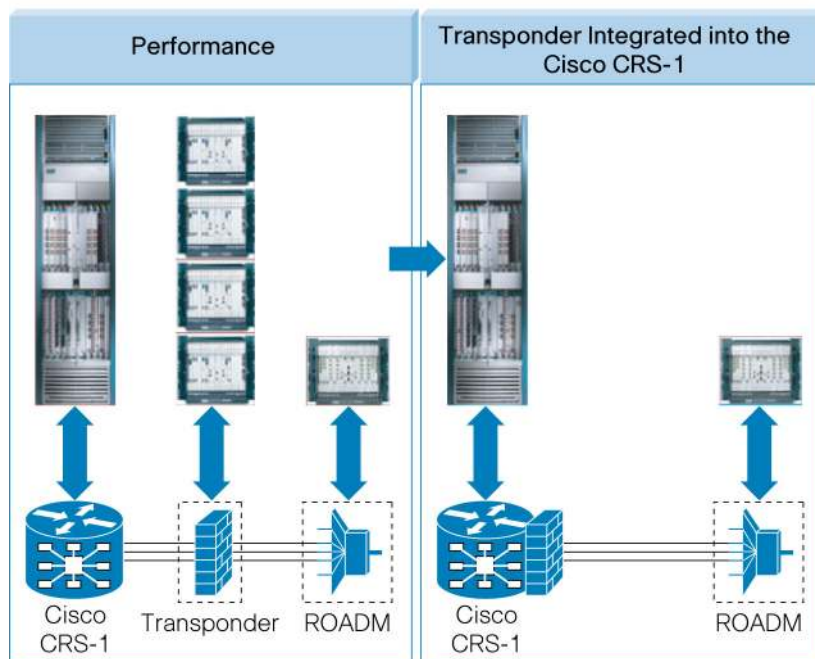 Performance
Transponder Integrated into the
Cisco CRS-1
Cisco
CRS-1
Transponder
ROADM
Cisco
CRS-1
ROADM